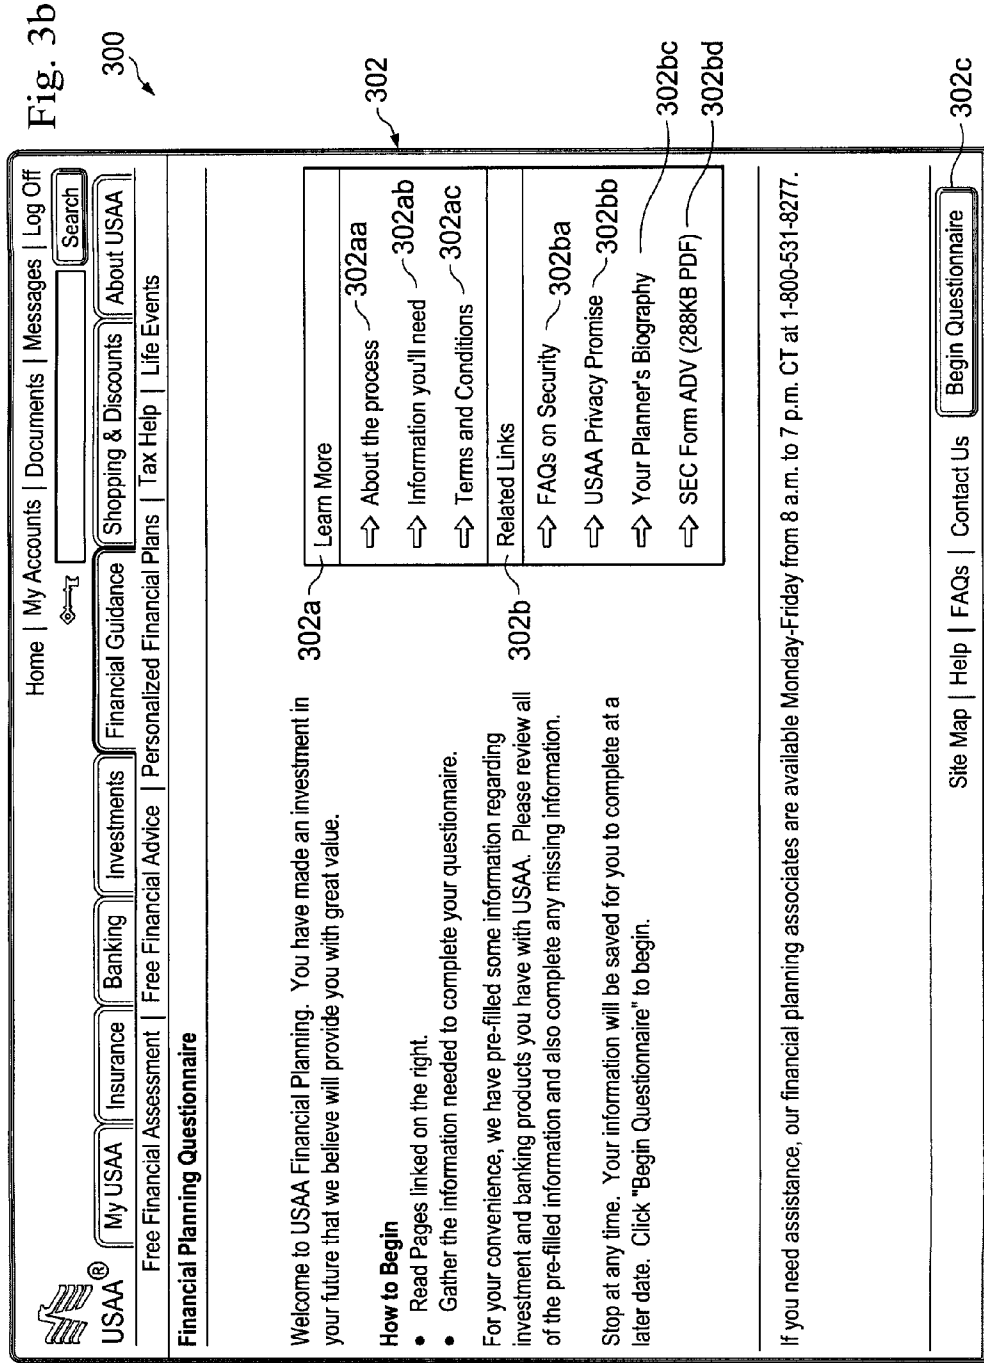 Fig. 3b
300
Home | My Accounts | Documents | Messages | Log Off
Search
USAA®
My USAA
Insurance
Banking
Investments
Financial Guidance
Shopping & Discounts
About USAA
Free Financial Assessment | Free Financial Advice | Personalized Financial Plans | Tax Help | Life Events
Financial Planning Questionnaire
Welcome to USAA Financial Planning. You have made an investment in
your future that we believe will provide you with great value.
How to Begin
• Read Pages linked on the right.
• Gather the information needed to complete your questionnaire.
For your convenience, we have pre-filled some information regarding
investment and banking products you have with USAA. Please review all
of the pre-filled information and also complete any missing information.
Stop at any time. Your information will be saved for you to complete at a
later date. Click "Begin Questionnaire" to begin.
302a
Learn More
302
⇨ About the process 302aa
⇨ Information you'll need 302ab
⇨ Terms and Conditions 302ac
302b
Related Links
⇨ FAQs on Security 302ba
⇨ USAA Privacy Promise 302bb
⇨ Your Planner's Biography 302bc
⇨ SEC Form ADV (288KB PDF) 302bd
If you need assistance, our financial planning associates are available Monday-Friday from 8 a.m. to 7 p.m. CT at 1-800-531-8277.
Begin Questionnaire 302c
Site Map | Help | FAQs | Contact Us